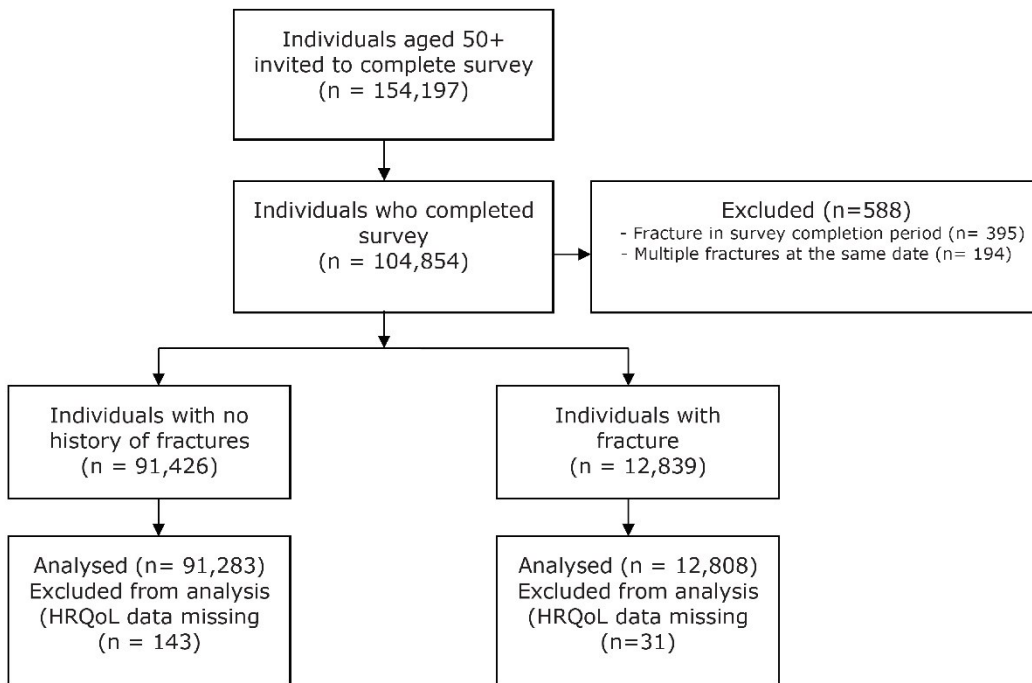 Individuals aged 50+
invited to complete survey
(n = 154,197)
Individuals who completed
survey
(n = 104,854)
Excluded (n=588)
- Fracture in survey completion period (n= 395)
- Multiple fractures at the same date (n= 194)
Individuals with no
history of fractures
(n = 91,426)
Individuals with
fracture
(n = 12,839)
Analysed (n= 91,283)
Excluded from analysis
(HRQoL data missing
(n = 143)
Analysed (n = 12,808)
Excluded from analysis
(HRQoL data missing
(n=31)